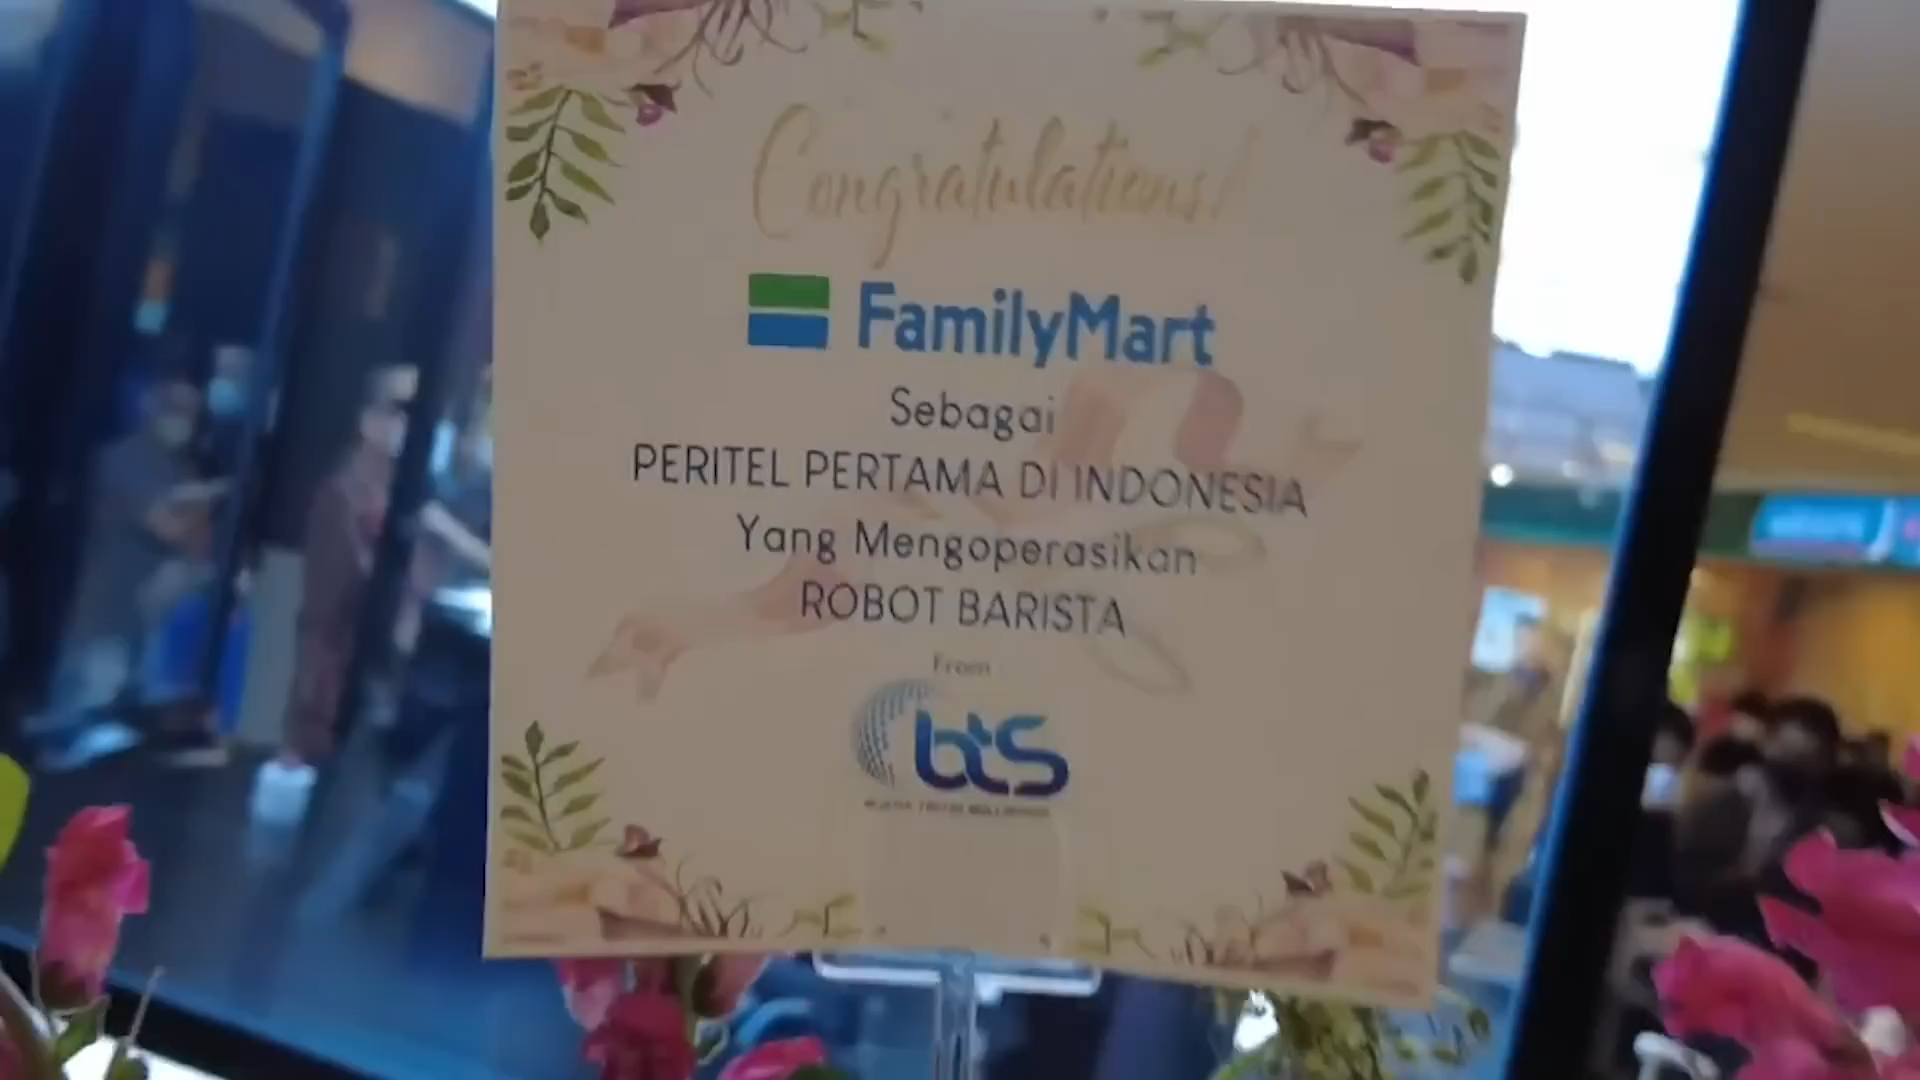 Congratulations!
FamilyMart
Sebagai
PERITEL PERTAMA DI INDONESIA
Yang Mengoperasikan
ROBOT BARISTA
From
bts